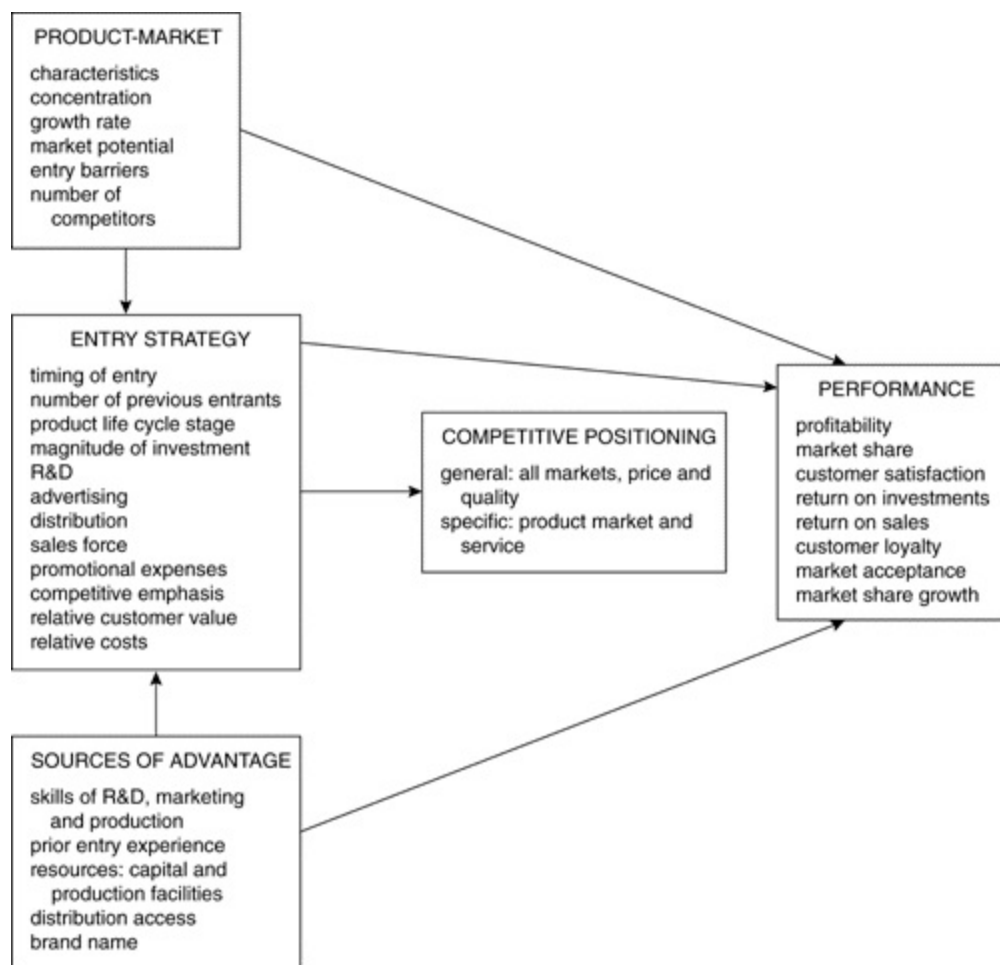 PRODUCT-MARKET
characteristics
concentration
growth rate
market potential
entry barriers
number of
competitors
ENTRY STRATEGY
timing of entry
number of previous entrants
product life cycle stage
magnitude of investment
R&D
advertising
distribution
sales force
promotional expenses
competitive emphasis
relative customer value
relative costs
COMPETITIVE POSITIONING
general: all markets, price and
quality
specific: product market and
service
PERFORMANCE
profitability
market share
customer satisfaction
return on investments
return on sales
customer loyalty
market acceptance
market share growth
SOURCES OF ADVANTAGE
skills of R&D, marketing
and production
prior entry experience
resources: capital and
production facilities
distribution access
brand name